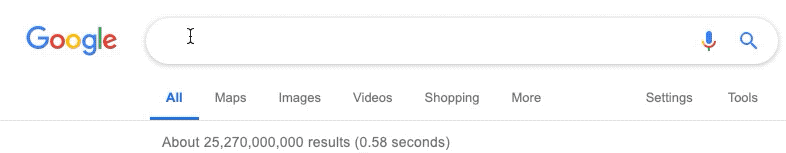 Google
All Maps Images Videos Shopping More Settings Tools
About 25,270,000,000 results (0.58 seconds)